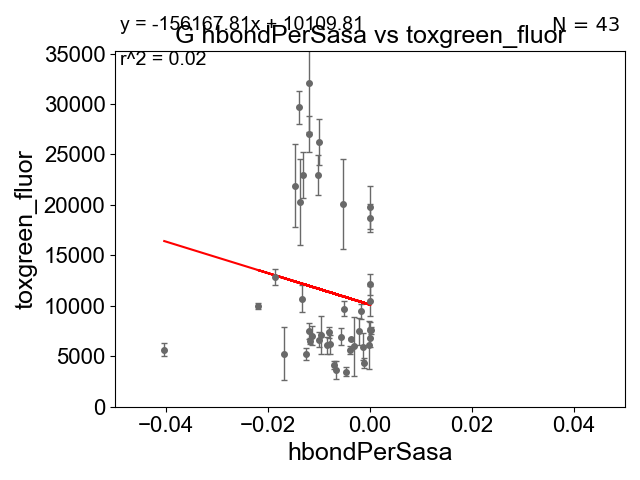 y = -156167.81x + 10109.81
N = 43
G hbondPerSasa vs toxgreen_fluor
r^2 = 0.02
35000
30000
25000
20000
15000
10000
5000
0
toxgreen_fluor
−0.04 −0.02 0.00 0.02 0.04
hbondPerSasa